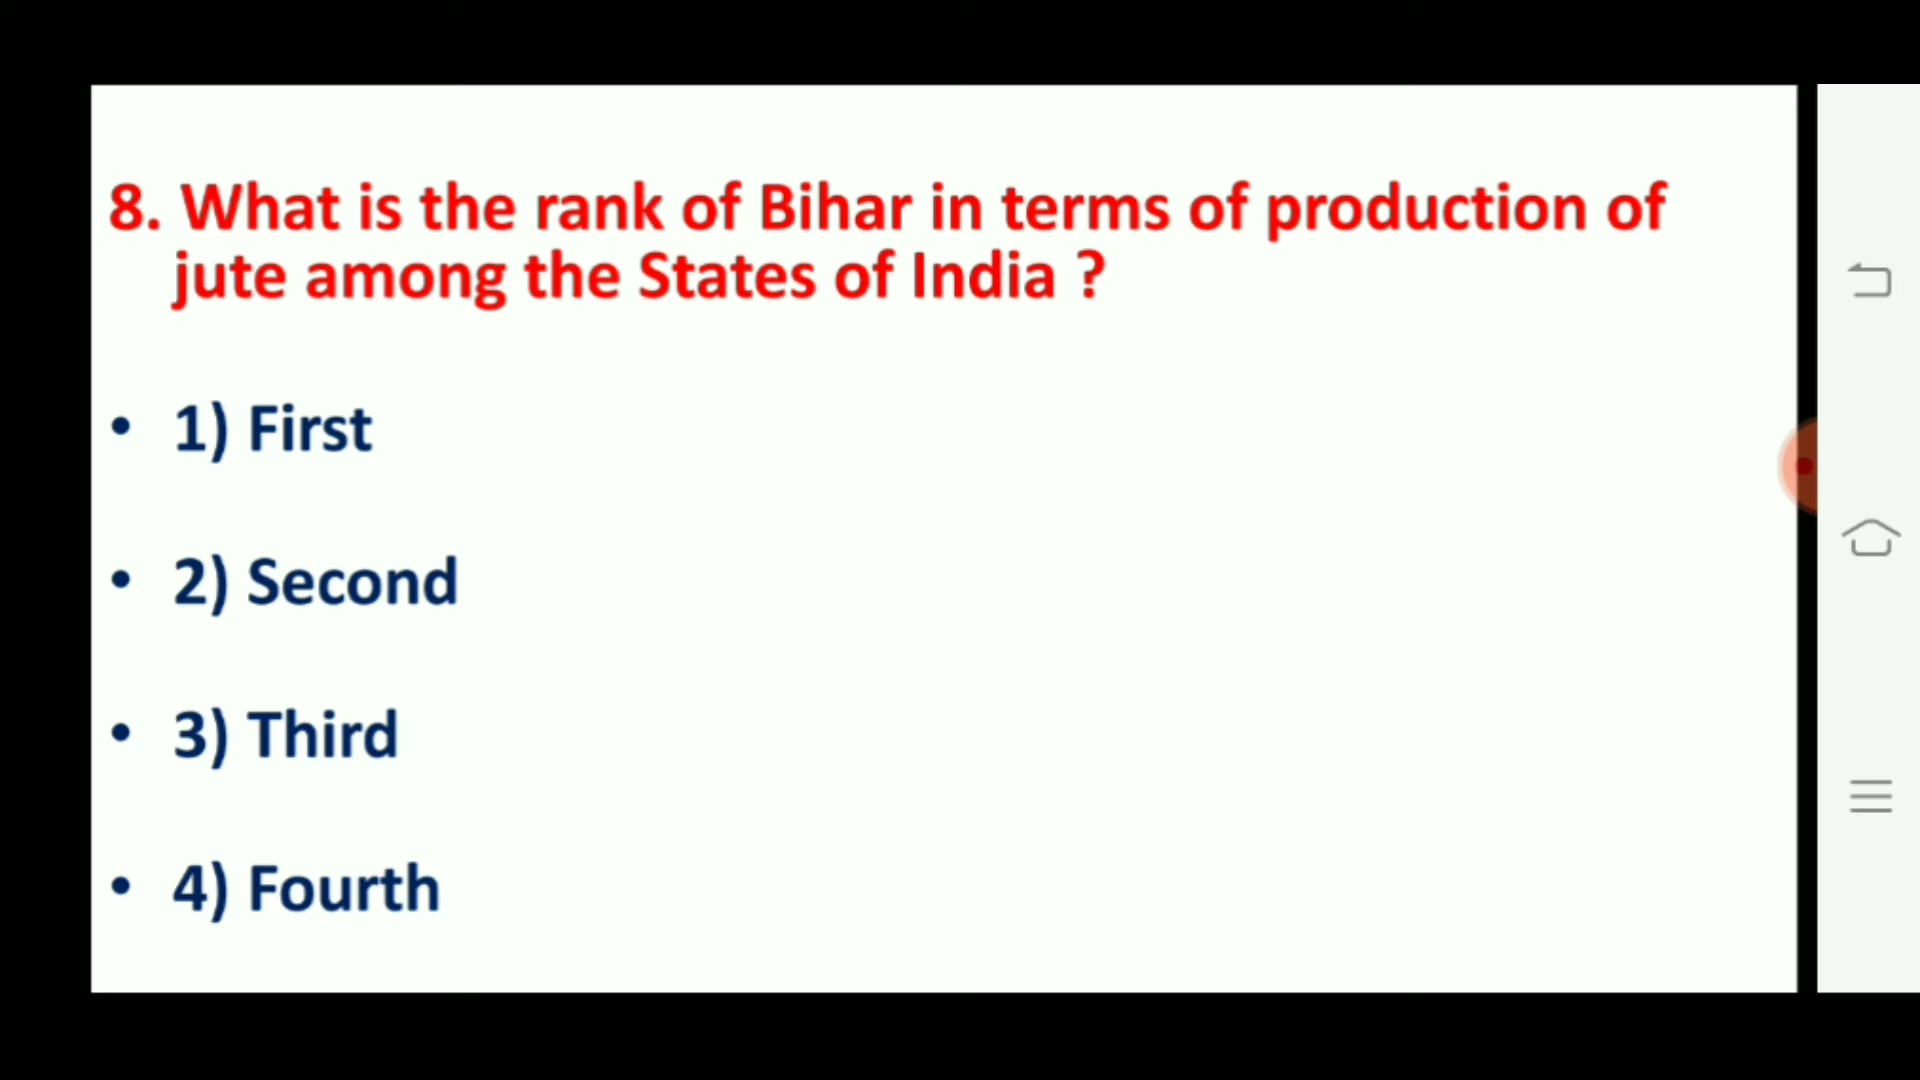 8. What is the rank of Bihar in terms of production of
jute among the States of India ?
• 1) First
• 2) Second
• 3) Third
• 4) Fourth